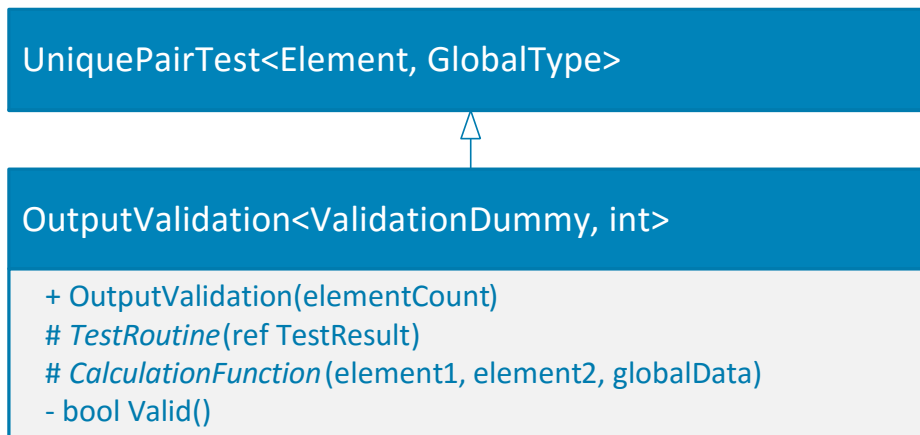 UniquePairTest<Element, GlobalType>
OutputValidation<ValidationDummy, int>
+ OutputValidation(elementCount)
# TestRoutine(ref TestResult)
# CalculationFunction(element1, element2, globalData)
- bool Valid()